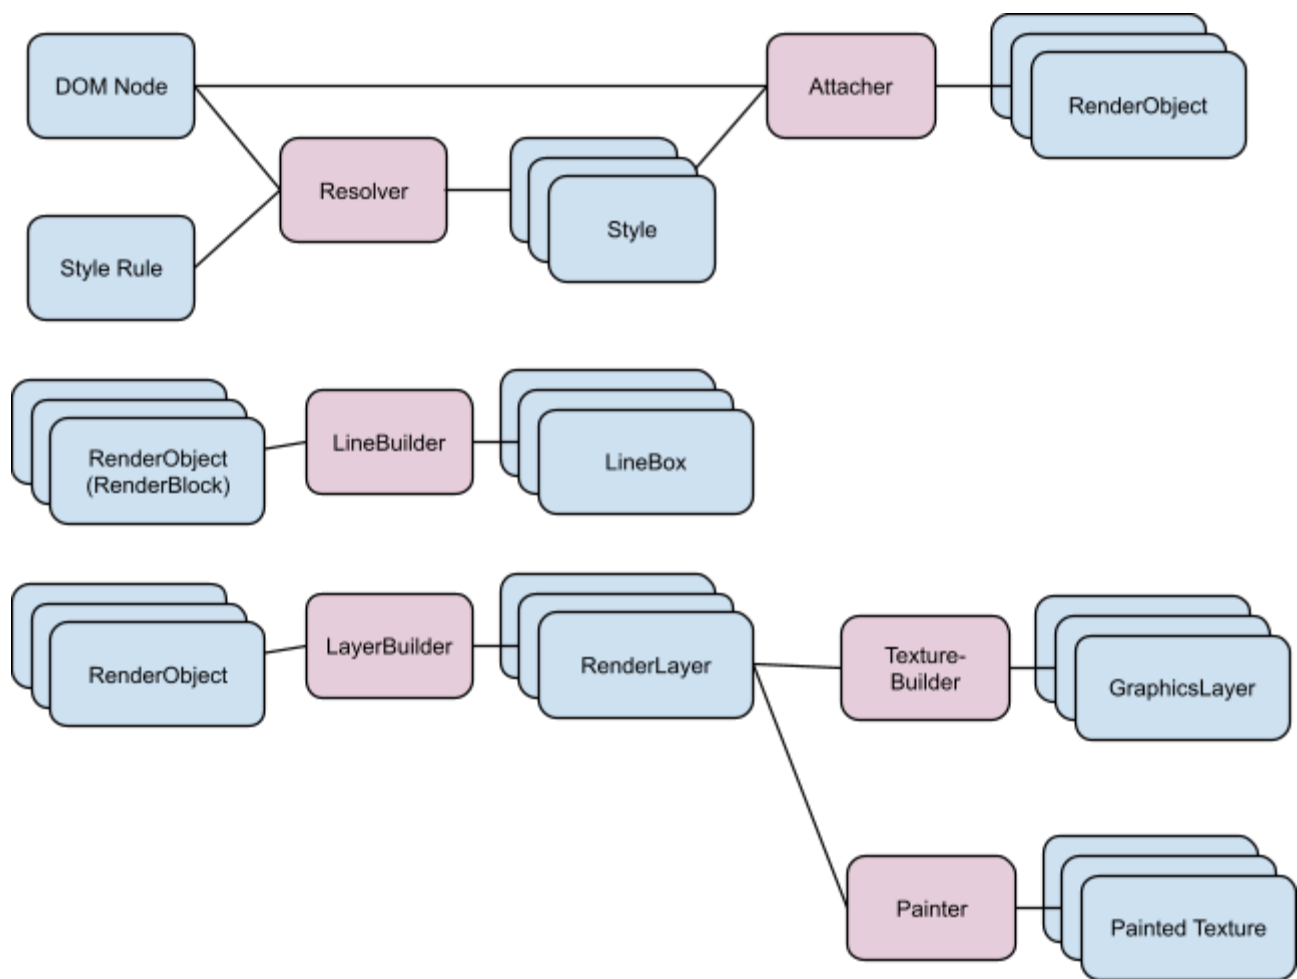 DOM Node
Attacher
RenderObject
Resolver
Style
Style Rule
RenderObject
(RenderBlock)
LineBuilder
LineBox
RenderObject
LayerBuilder
RenderLayer
Texture-
Builder
GraphicsLayer
Painter
Painted Texture